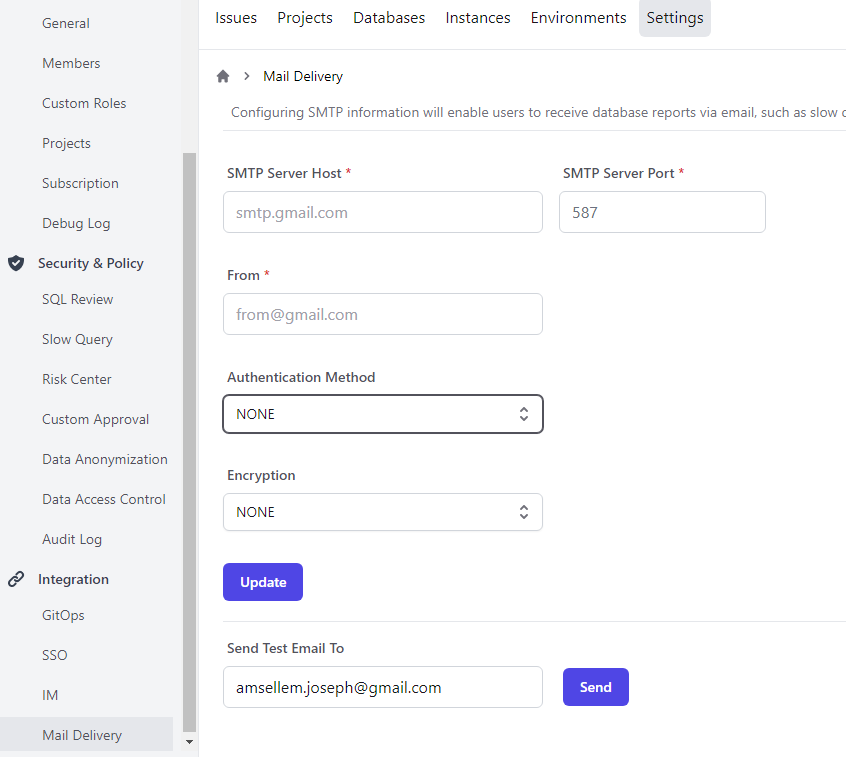 General
Members
Custom Roles
Projects
Subscription
Debug Log
Security & Policy
SQL Review
Slow Query
Risk Center
Custom Approval
Data Anonymization
Data Access Control
Audit Log
Integration
GitOps
SSO
IM
Mail Delivery
Issues Projects Databases Instances Environments Settings
Mail Delivery
Configuring SMTP information will enable users to receive database reports via email, such as slow
SMTP Server Host * SMTP Server Port *
smtp.gmail.com 587
From *
from@gmail.com
Authentication Method
NONE
Encryption
NONE
Update
Send Test Email To
amsellem.joseph@gmail.com Send